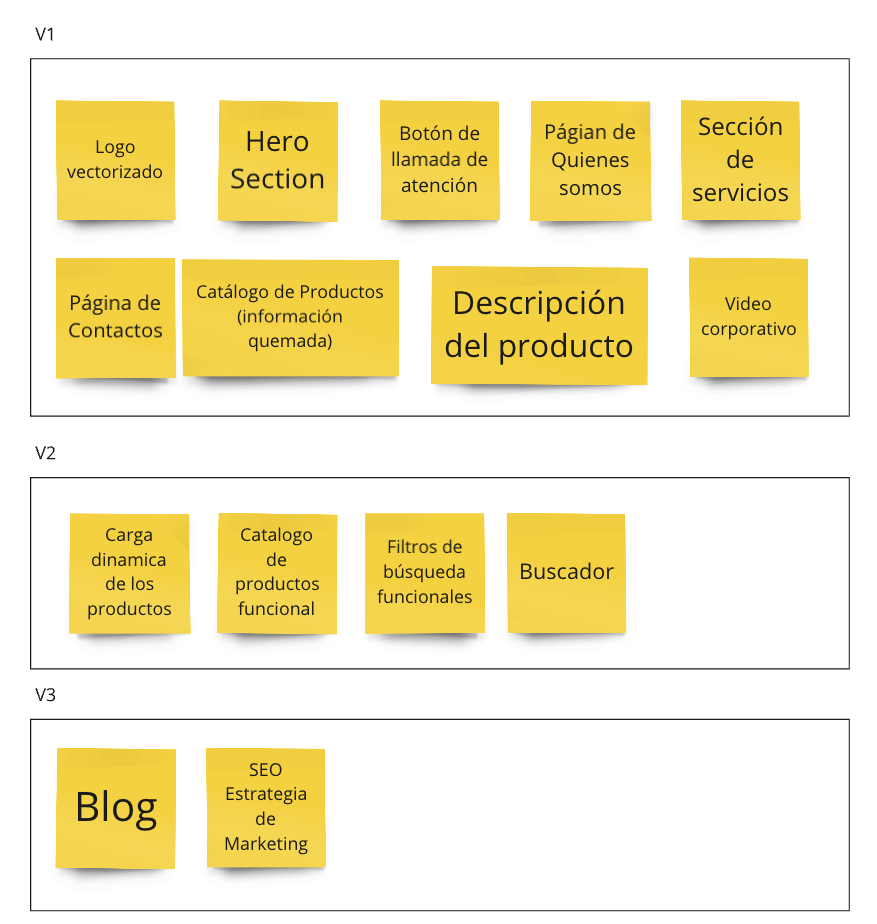 V1
Logo
vectorizado
Hero
Section
Botón de
llamada de
atención
Págian de
Quienes
somos
Sección
de
servicios
Página de
Contactos
Catálogo de Productos
(información
quemada)
Descripción
del producto
Video
corporativo
V2
Carga
dinamica
de los
productos
Catalogo
de
productos
funcional
Filtros de
búsqueda
funcionales
Buscador
V3
Blog
SEO
Estrategia
de
Marketing